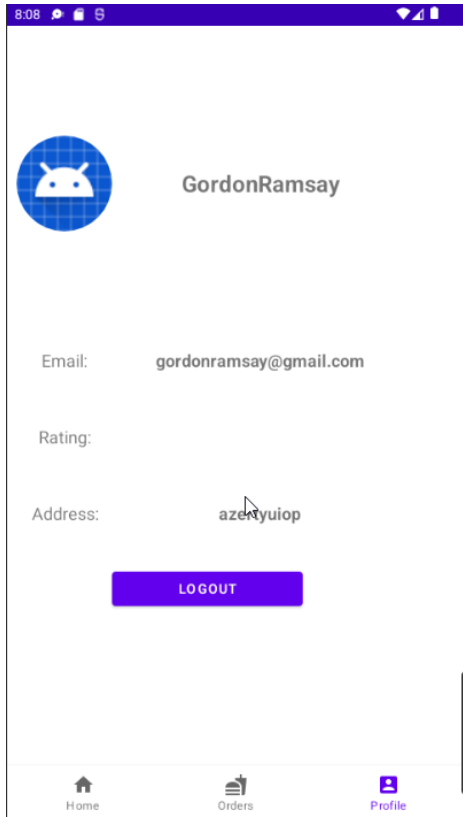 8:08
GordonRamsay
Email: gordonramsay@gmail.com
Rating:
Address: azertyuiop
LOGOUT
Home Orders Profile